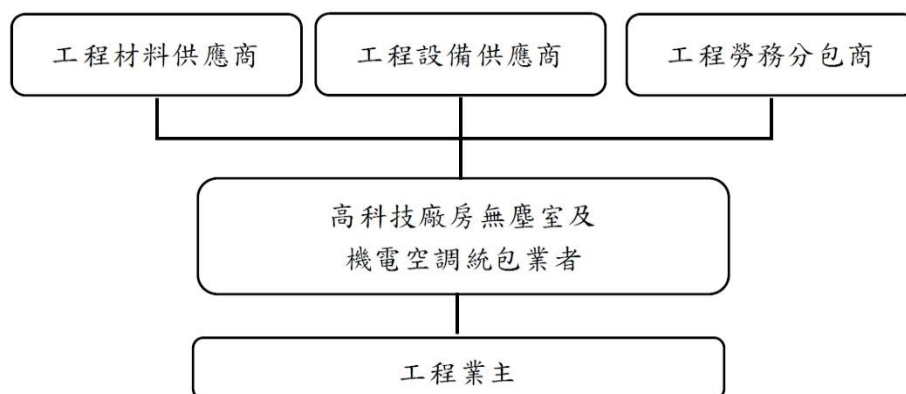 工程材料供應商
工程設備供應商
工程勞務分包商
高科技廠房無塵室及
機電空調統包業者
工程業主